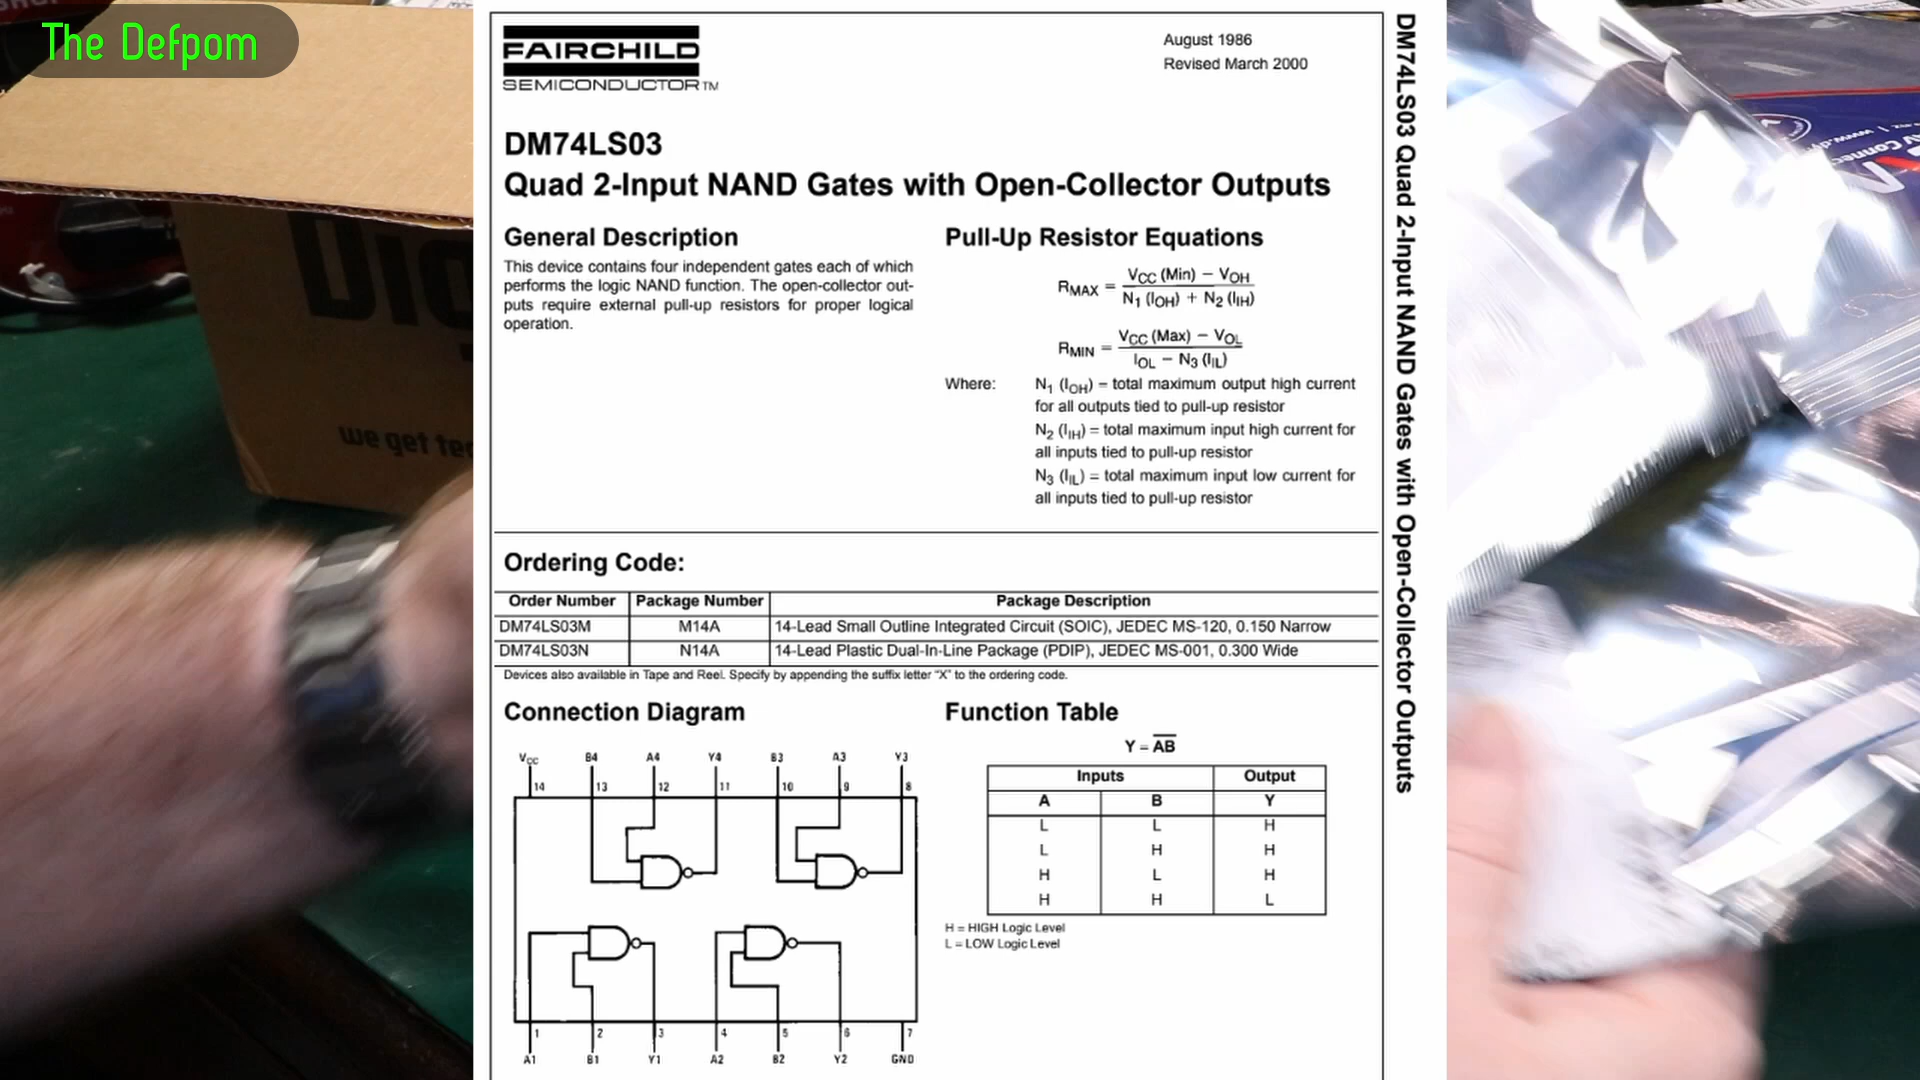 The Defpom
we get te
FAIRCHILD
SEMICONDUCTOR™
August 1986
Revised March 2000
DM74LS03
Quad 2-Input NAND Gates with Open-Collector Outputs
General Description
This device contains four independent gates each of which
performs the logic NAND function. The open-collector out-
puts require external pull-up resistors for proper logical
operation.
Pull-Up Resistor Equations
RMAX = VCC (Min) − VOH
N1 (IOH) + N2 (IIH)
RMIN = VCC (Max) − VOL
IOL − N3 (IIL)
Where: N1 (IOH) = total maximum output high current
for all outputs tied to pull-up resistor
N2 (IIH) = total maximum input high current for
all inputs tied to pull-up resistor
N3 (IIL) = total maximum input low current for
all inputs tied to pull-up resistor
Ordering Code:
Order Number Package Number Package Description
DM74LS03M M14A 14-Lead Small Outline Integrated Circuit (SOIC), JEDEC MS-120, 0.150 Narrow
DM74LS03N N14A 14-Lead Plastic Dual-In-Line Package (PDIP), JEDEC MS-001, 0.300 Wide
Devices also available in Tape and Reel. Specify by appending the suffix letter "X" to the ordering code.
Connection Diagram
VCC B4 A4 Y4 B3 A3 Y3
14 13 12 11 10 9 8
1 2 3 4 5 6 7
A1 B1 Y1 A2 B2 Y2 GND
Function Table
Y = A̅B̅
Inputs Output
A B Y
L L H
L H H
H L H
H H L
H = HIGH Logic Level
L = LOW Logic Level
DM74LS03 Quad 2-Input NAND Gates with Open-Collector Outputs